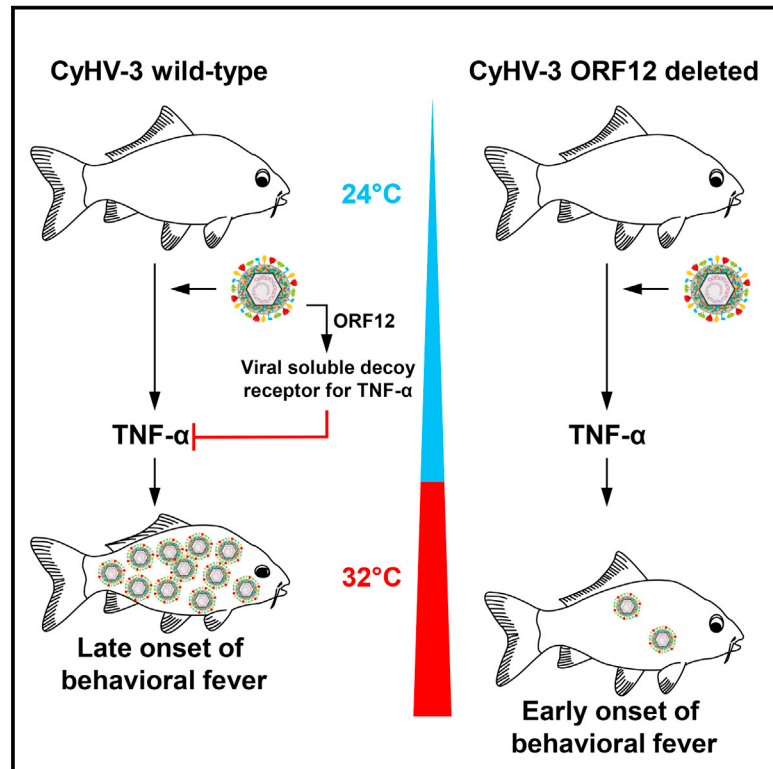 CyHV-3 wild-type
CyHV-3 ORF12 deleted
24°C
ORF12
Viral soluble decoy
receptor for TNF-α
TNF-α
TNF-α
32°C
Late onset of
behavioral fever
Early onset of
behavioral fever